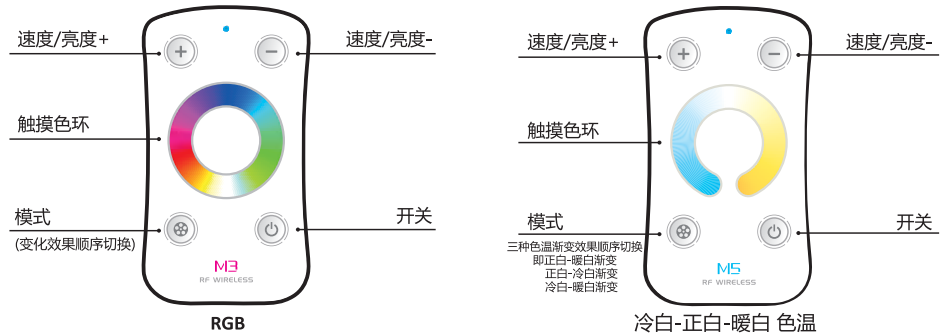 速度/亮度+
速度/亮度-
触摸色环
模式
(变化效果顺序切换)
开关
M3
RF WIRELESS
RGB
速度/亮度+
速度/亮度-
触摸色环
模式
三种色温渐变效果顺序切换
即正白-暖白渐变
正白-冷白渐变
冷白-暖白渐变
开关
M5
RF WIRELESS
冷白-正白-暖白 色温